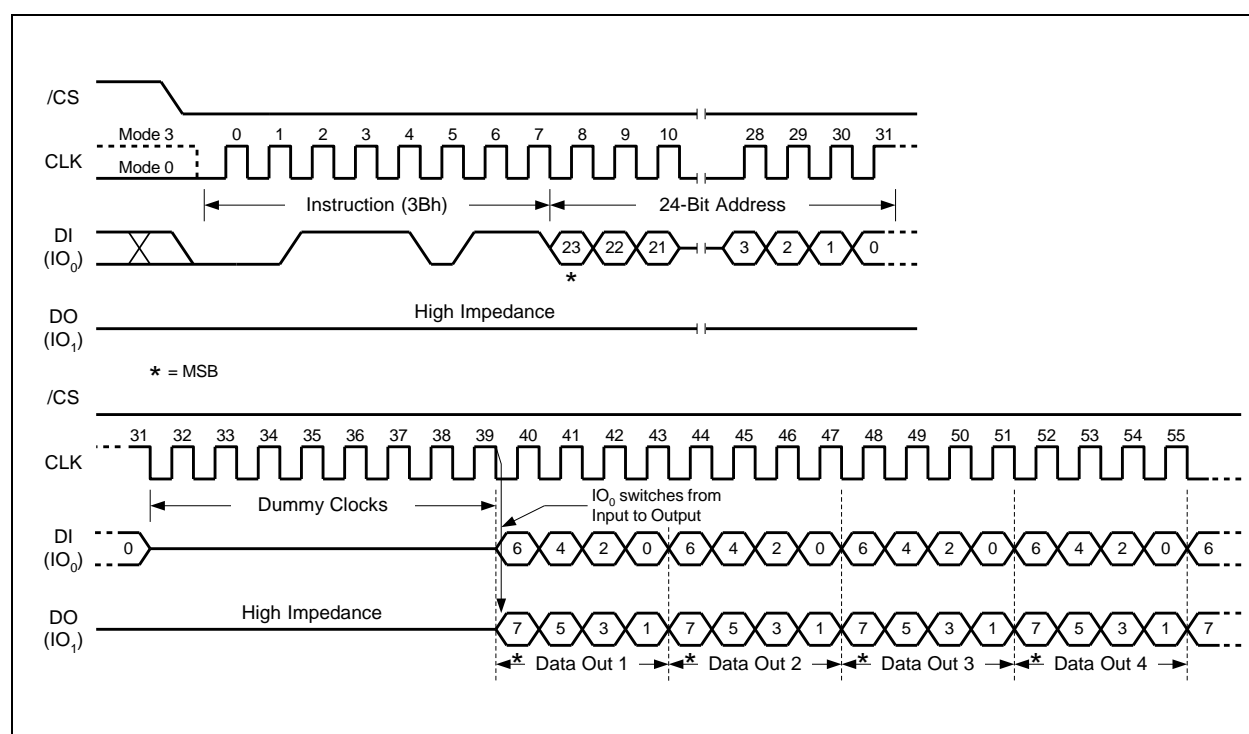 /CS
Mode 3
0 1 2 3 4 5 6 7 8 9 10 28 29 30 31
CLK
Mode 0
Instruction (3Bh) 24-Bit Address
DI
(IO0)
23 22 21 3 2 1 0
*
High Impedance
DO
(IO1)
* = MSB
/CS
31 32 33 34 35 36 37 38 39 40 41 42 43 44 45 46 47 48 49 50 51 52 53 54 55
CLK
Dummy Clocks
IO0 switches from
Input to Output
DI
(IO0)
0 6 4 2 0 6 4 2 0 6 4 2 0 6 4 2 0 6
High Impedance
DO
(IO1)
7 5 3 1 7 5 3 1 7 5 3 1 7 5 3 1 7
* Data Out 1 * Data Out 2 * Data Out 3 * Data Out 4